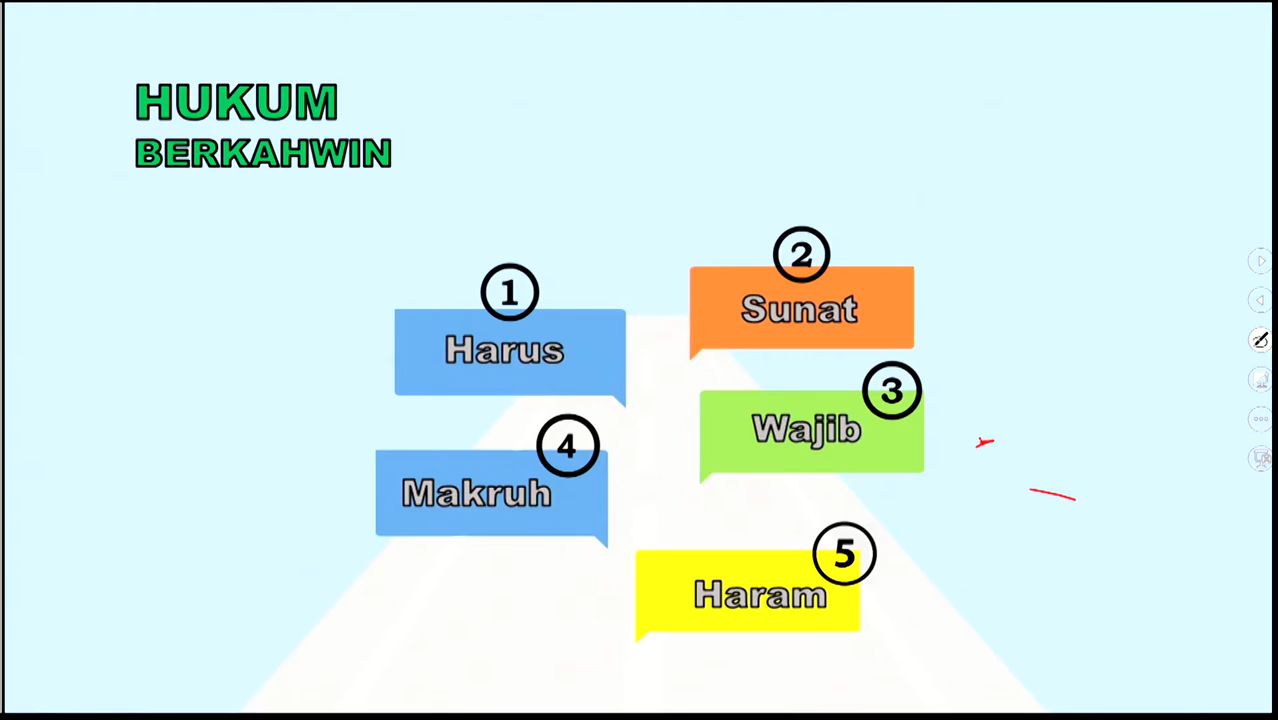 HUKUM
BERKAHWIN
1
Harus
2
Sunat
3
Wajib
4
Makruh
5
Haram